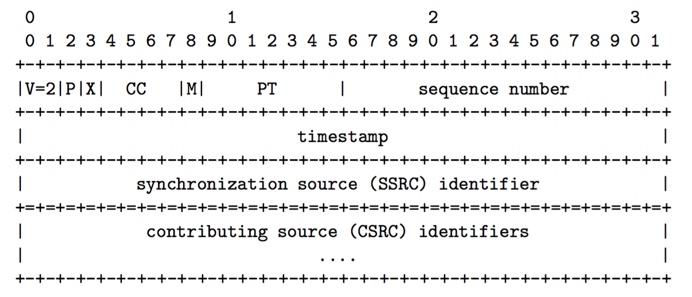 0                   1                   2                   3
 0 1 2 3 4 5 6 7 8 9 0 1 2 3 4 5 6 7 8 9 0 1 2 3 4 5 6 7 8 9 0 1
+-+-+-+-+-+-+-+-+-+-+-+-+-+-+-+-+-+-+-+-+-+-+-+-+-+-+-+-+-+-+-+-+
|V=2|P|X|  CC   |M|     PT      |       sequence number         |
+-+-+-+-+-+-+-+-+-+-+-+-+-+-+-+-+-+-+-+-+-+-+-+-+-+-+-+-+-+-+-+-+
|                           timestamp                           |
+-+-+-+-+-+-+-+-+-+-+-+-+-+-+-+-+-+-+-+-+-+-+-+-+-+-+-+-+-+-+-+-+
|           synchronization source (SSRC) identifier            |
+=+=+=+=+=+=+=+=+=+=+=+=+=+=+=+=+=+=+=+=+=+=+=+=+=+=+=+=+=+=+=+=+
|            contributing source (CSRC) identifiers             |
|                             ....                              |
+-+-+-+-+-+-+-+-+-+-+-+-+-+-+-+-+-+-+-+-+-+-+-+-+-+-+-+-+-+-+-+-+